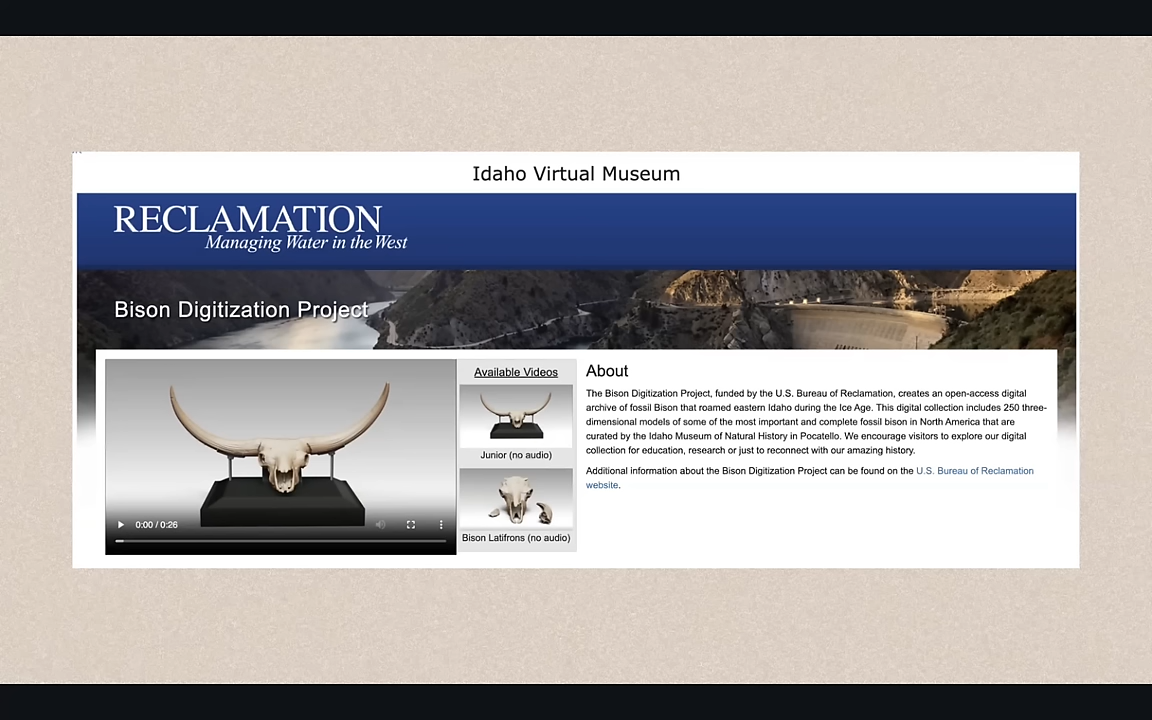 Idaho Virtual Museum
RECLAMATION
Managing Water in the West
Bison Digitization Project
0:00 / 0:26
Available Videos
Junior (no audio)
Bison Latifrons (no audio)
About
The Bison Digitization Project, funded by the U.S. Bureau of Reclamation, creates an open-access digital
archive of fossil Bison that roamed eastern Idaho during the Ice Age. This digital collection includes 250 three-
dimensional models of some of the most important and complete fossil bison in North America that are
curated by the Idaho Museum of Natural History in Pocatello. We encourage visitors to explore our digital
collection for education, research or just to reconnect with our amazing history.
Additional information about the Bison Digitization Project can be found on the U.S. Bureau of Reclamation
website.